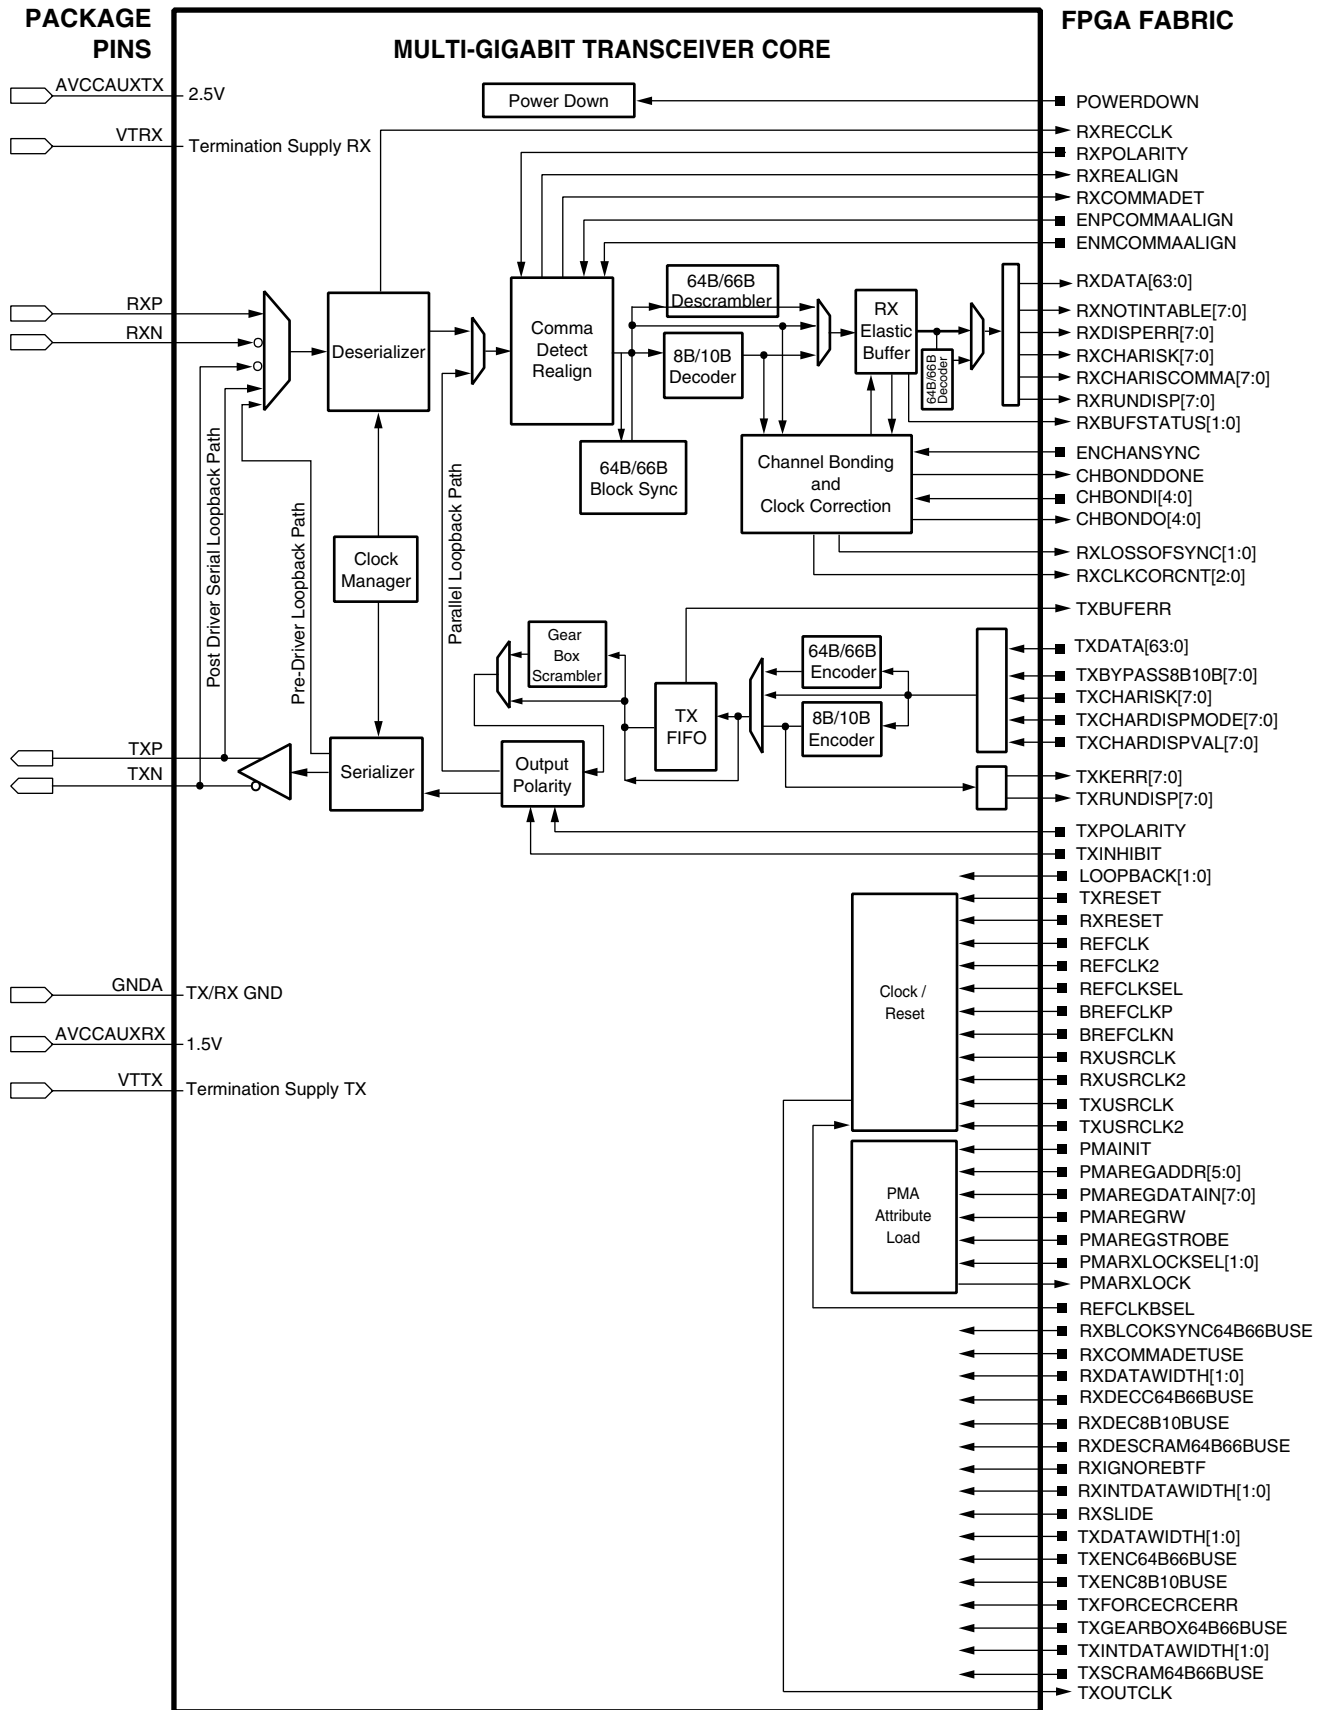 PACKAGE
PINS
MULTI-GIGABIT TRANSCEIVER CORE
FPGA FABRIC
AVCCAUXTX
2.5V
VTRX
Termination Supply RX
RXP
RXN
Post Driver Serial Loopback Path
Pre-Driver Loopback Path
Parallel Loopback Path
TXP
TXN
GNDA
TX/RX GND
AVCCAUXRX
1.5V
VTTX
Termination Supply TX
Power Down
Deserializer
Comma
Detect
Realign
64B/66B
Descrambler
8B/10B
Decoder
64B/66B
Block Sync
RX
Elastic
Buffer
64B/66B
Decoder
Channel Bonding
and
Clock Correction
Clock
Manager
Gear
Box
Scrambler
64B/66B
Encoder
8B/10B
Encoder
TX
FIFO
Output
Polarity
Serializer
Clock /
Reset
PMA
Attribute
Load
POWERDOWN
RXRECCLK
RXPOLARITY
RXREALIGN
RXCOMMADET
ENPCOMMAALIGN
ENMCOMMAALIGN
RXDATA[63:0]
RXNOTINTABLE[7:0]
RXDISPERR[7:0]
RXCHARISK[7:0]
RXCHARISCOMMA[7:0]
RXRUNDISP[7:0]
RXBUFSTATUS[1:0]
ENCHANSYNC
CHBONDDONE
CHBONDI[4:0]
CHBONDO[4:0]
RXLOSSOFSYNC[1:0]
RXCLKCORCNT[2:0]
TXBUFERR
TXDATA[63:0]
TXBYPASS8B10B[7:0]
TXCHARISK[7:0]
TXCHARDISPMODE[7:0]
TXCHARDISPVAL[7:0]
TXKERR[7:0]
TXRUNDISP[7:0]
TXPOLARITY
TXINHIBIT
LOOPBACK[1:0]
TXRESET
RXRESET
REFCLK
REFCLK2
REFCLKSEL
BREFCLKP
BREFCLKN
RXUSRCLK
RXUSRCLK2
TXUSRCLK
TXUSRCLK2
PMAINIT
PMAREGADDR[5:0]
PMAREGDATAIN[7:0]
PMAREGRW
PMAREGSTROBE
PMARXLOCKSEL[1:0]
PMARXLOCK
REFCLKBSEL
RXBLCOKSYNC64B66BUSE
RXCOMMADETUSE
RXDATAWIDTH[1:0]
RXDECC64B66BUSE
RXDEC8B10BUSE
RXDESCRAM64B66BUSE
RXIGNOREBTF
RXINTDATAWIDTH[1:0]
RXSLIDE
TXDATAWIDTH[1:0]
TXENC64B66BUSE
TXENC8B10BUSE
TXFORCECRCERR
TXGEARBOX64B66BUSE
TXINTDATAWIDTH[1:0]
TXSCRAM64B66BUSE
TXOUTCLK